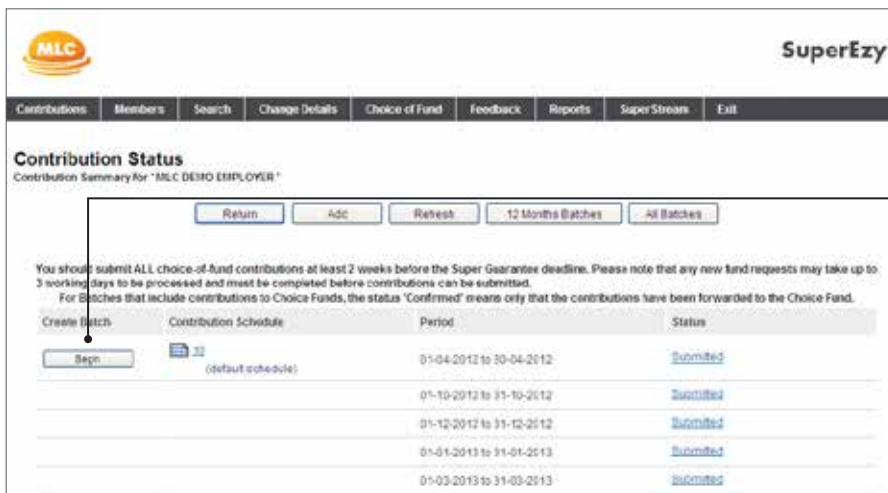 MLC
SuperEzy
Contributions Members Search Change Details Choice of Fund Feedback Reports SuperStream Exit
Contribution Status
Contribution Summary for "MLC DEMO EMPLOYER"
Return Add Refresh 12 Months Batches All Batches
You should submit ALL choice-of-fund contributions at least 2 weeks before the Super Guarantee deadline. Please note that any new fund requests may take up to
3 working days to be processed and must be completed before contributions can be submitted.
For Batches that include contributions to Choice Funds, the status 'Confirmed' means only that the contributions have been forwarded to the Choice Fund.
Create Batch Contribution Schedule Period Status
Begin 01-04-2012 to 30-04-2012 Submitted
(default schedule)
01-10-2012 to 31-10-2012 Submitted
01-12-2012 to 31-12-2012 Submitted
01-01-2013 to 31-01-2013 Submitted
01-03-2013 to 31-03-2013 Submitted